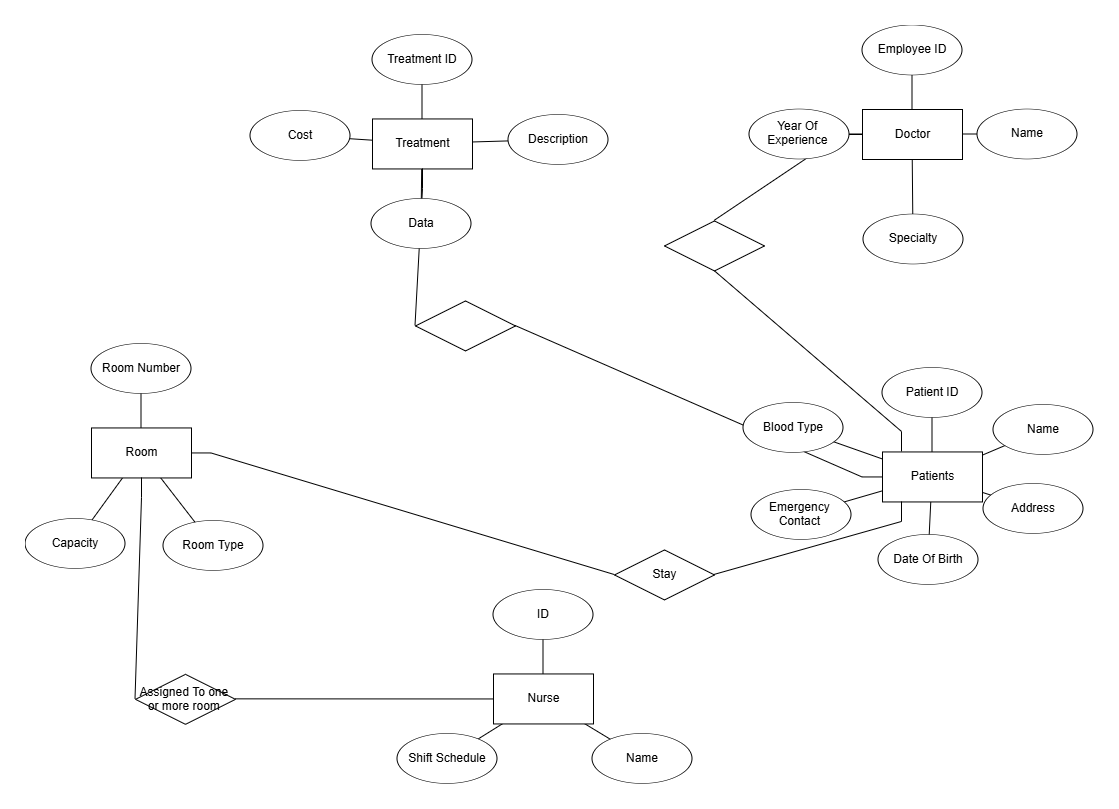 Employee ID
Treatment ID
Year Of
Experience
Doctor
Name
Cost
Treatment
Description
Data
Specialty
Room Number
Patient ID
Blood Type
Name
Room
Patients
Emergency
Contact
Address
Capacity
Room Type
Date Of Birth
Stay
ID
Assigned To one
or more room
Nurse
Shift Schedule
Name